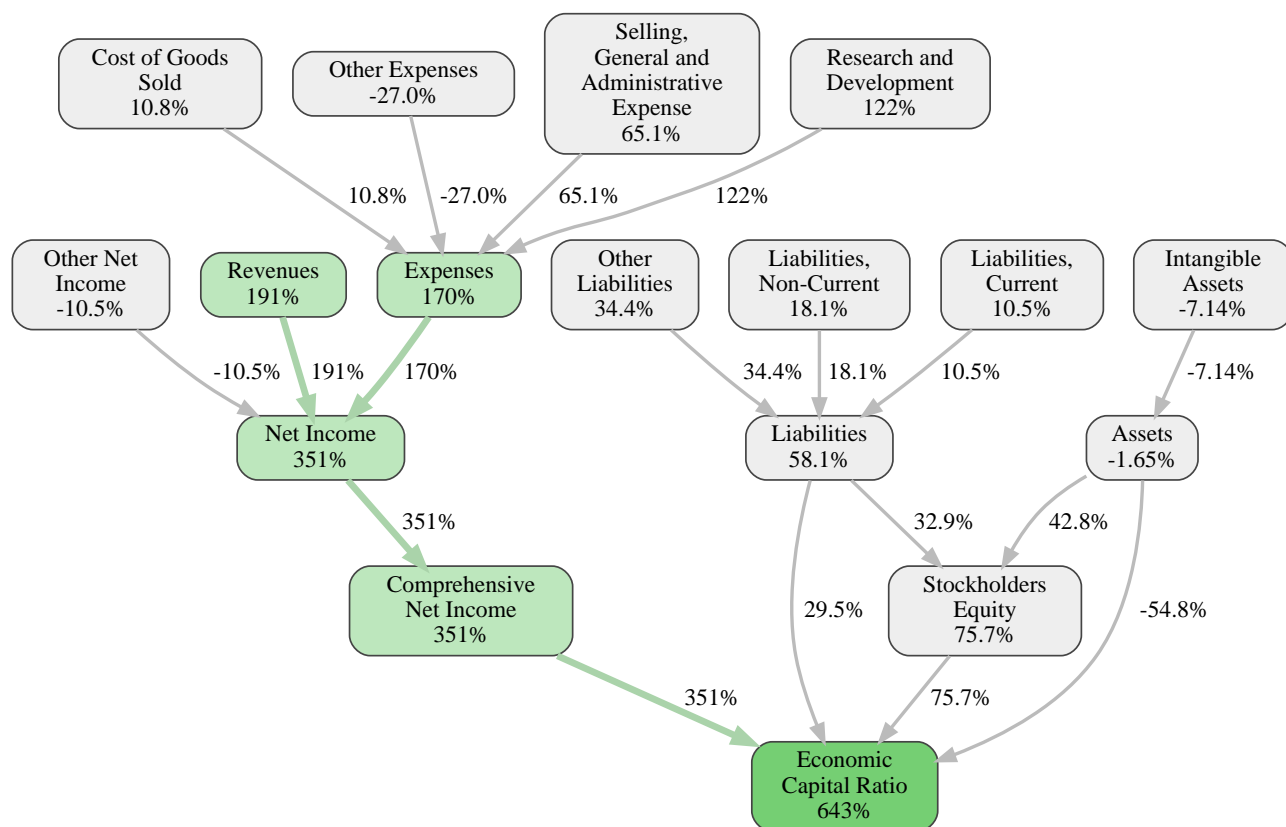 Cost of Goods
Sold
10.8%
Other Expenses
-27.0%
Selling,
General and
Administrative
Expense
65.1%
Research and
Development
122%
10.8%
-27.0%
65.1%
122%
Other Net
Income
-10.5%
Revenues
191%
Expenses
170%
Other
Liabilities
34.4%
Liabilities,
Non-Current
18.1%
Liabilities,
Current
10.5%
Intangible
Assets
-7.14%
-10.5%
191%
170%
34.4%
18.1%
10.5%
-7.14%
Net Income
351%
Liabilities
58.1%
Assets
-1.65%
351%
32.9%
42.8%
Comprehensive
Net Income
351%
29.5%
Stockholders
Equity
75.7%
-54.8%
351%
75.7%
Economic
Capital Ratio
643%